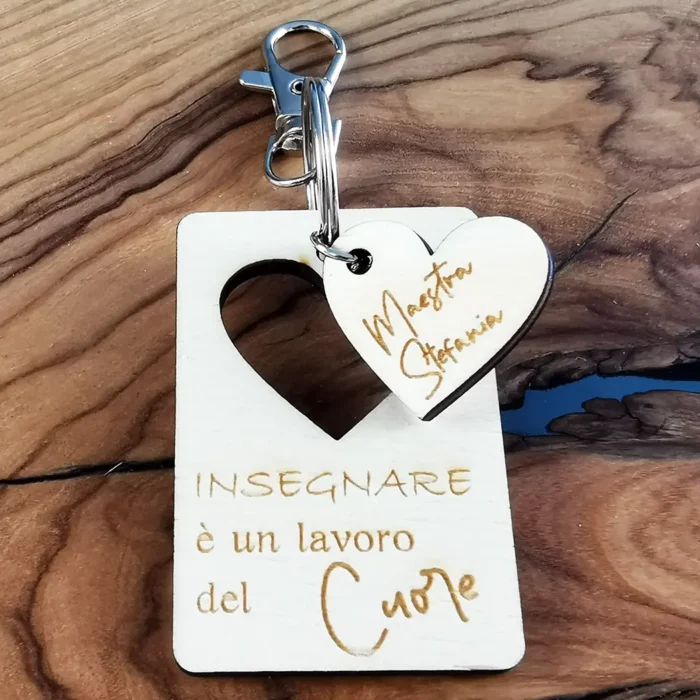 Maestra
Stefania
INSEGNARE
è un lavoro
del Cuore